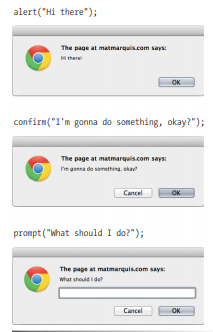 alert("Hi there");
The page at matmarquis.com says:
Hi there!
OK
confirm("I'm gonna do something, okay?");
The page at matmarquis.com says:
I'm gonna do something, okay?
Cancel OK
prompt("What should I do?");
The page at matmarquis.com says:
What should I do?
Cancel OK